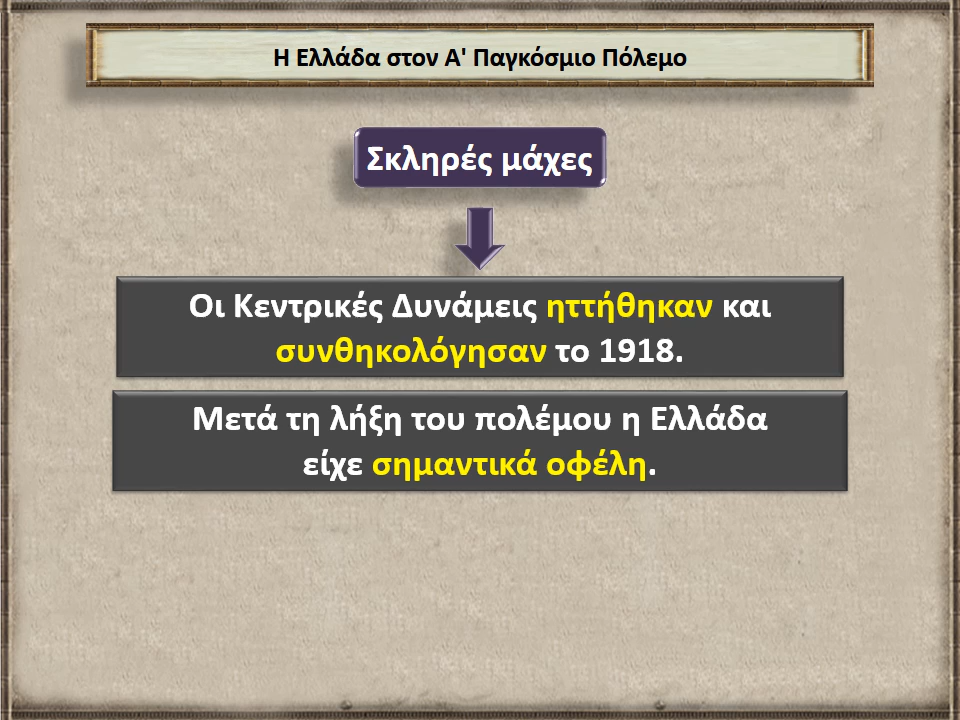 Η Ελλάδα στον Α' Παγκόσμιο Πόλεμο
Σκληρές μάχες
Οι Κεντρικές Δυνάμεις ηττήθηκαν και
συνθηκολόγησαν το 1918.
Μετά τη λήξη του πολέμου η Ελλάδα
είχε σημαντικά οφέλη.